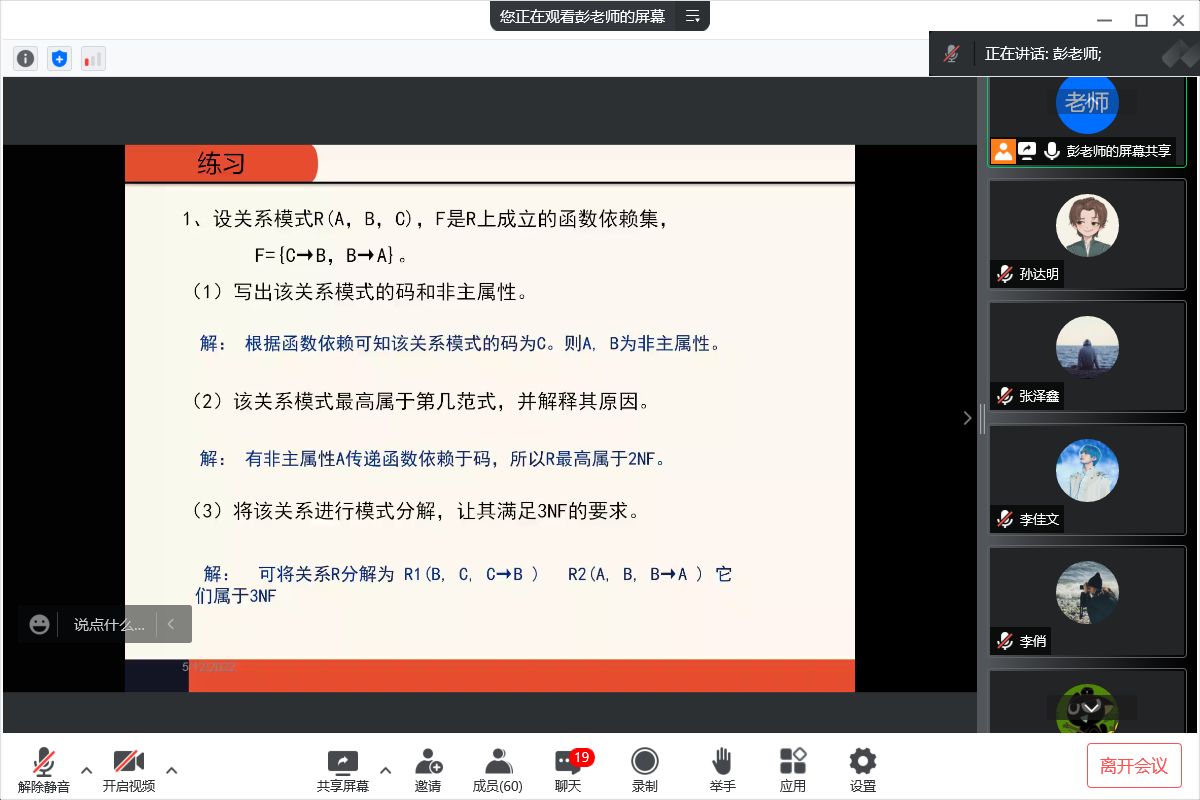 您正在观看彭老师的屏幕
正在讲话: 彭老师;
老师
彭老师的屏幕共享
孙达明
张泽鑫
李佳文
李俏
练习
1、设关系模式R(A, B, C), F是R上成立的函数依赖集,
F={C→B, B→A}。
(1) 写出该关系模式的码和非主属性。
解: 根据函数依赖可知该关系模式的码为C。则A, B为非主属性。
(2) 该关系模式最高属于第几范式, 并解释其原因。
解: 有非主属性A传递函数依赖于码, 所以R最高属于2NF。
(3) 将该关系进行模式分解, 让其满足3NF的要求。
解: 可将关系R分解为 R1(B, C, C→B ) R2(A, B, B→A ) 它
们属于3NF
说点什么...
解除静音
开启视频
共享屏幕
邀请
成员(60)
19
聊天
录制
举手
应用
设置
离开会议